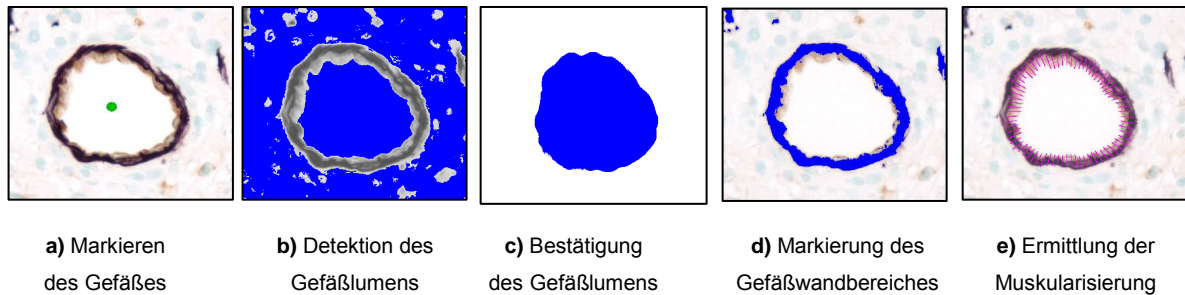 a) Markieren
des Gefäßes
b) Detektion des
Gefäßlumens
c) Bestätigung
des Gefäßlumens
d) Markierung des
Gefäßwandbereiches
e) Ermittlung der
Muskularisierung